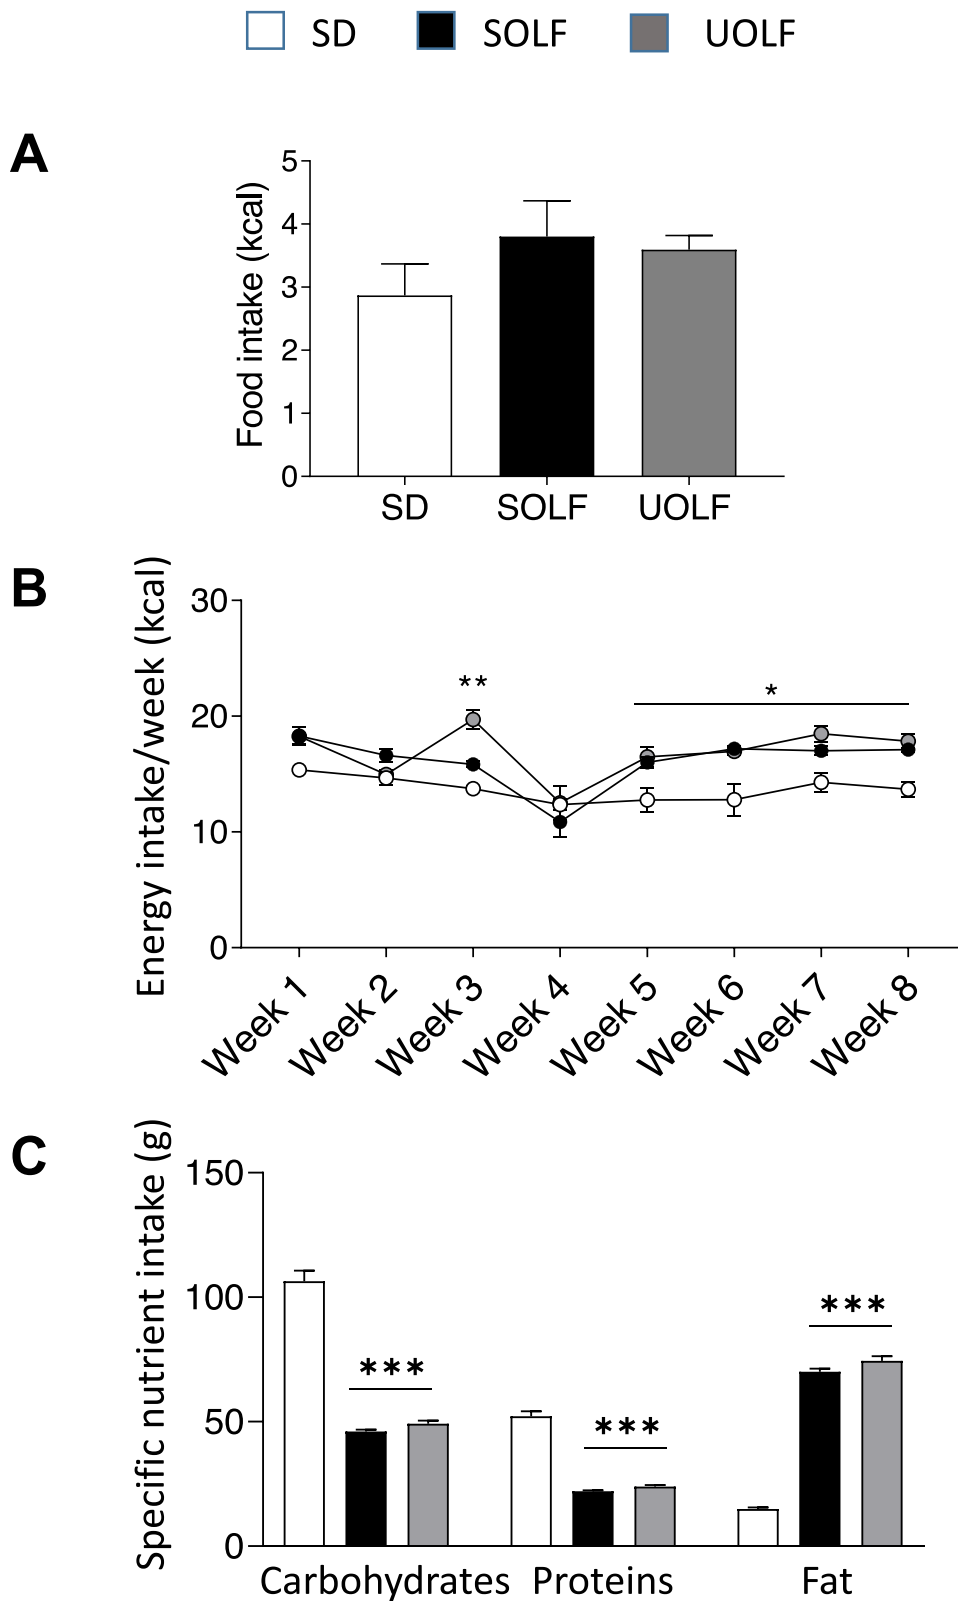 SD SOLF UOLF
A
Food intake (kcal)
5
4
3
2
1
0
SD SOLF UOLF
B
Energy intake/week (kcal)
30
20
10
0
**
*
Week 1 Week 2 Week 3 Week 4 Week 5 Week 6 Week 7 Week 8
C
Specific nutrient intake (g)
150
100
50
0
***
***
***
Carbohydrates Proteins Fat